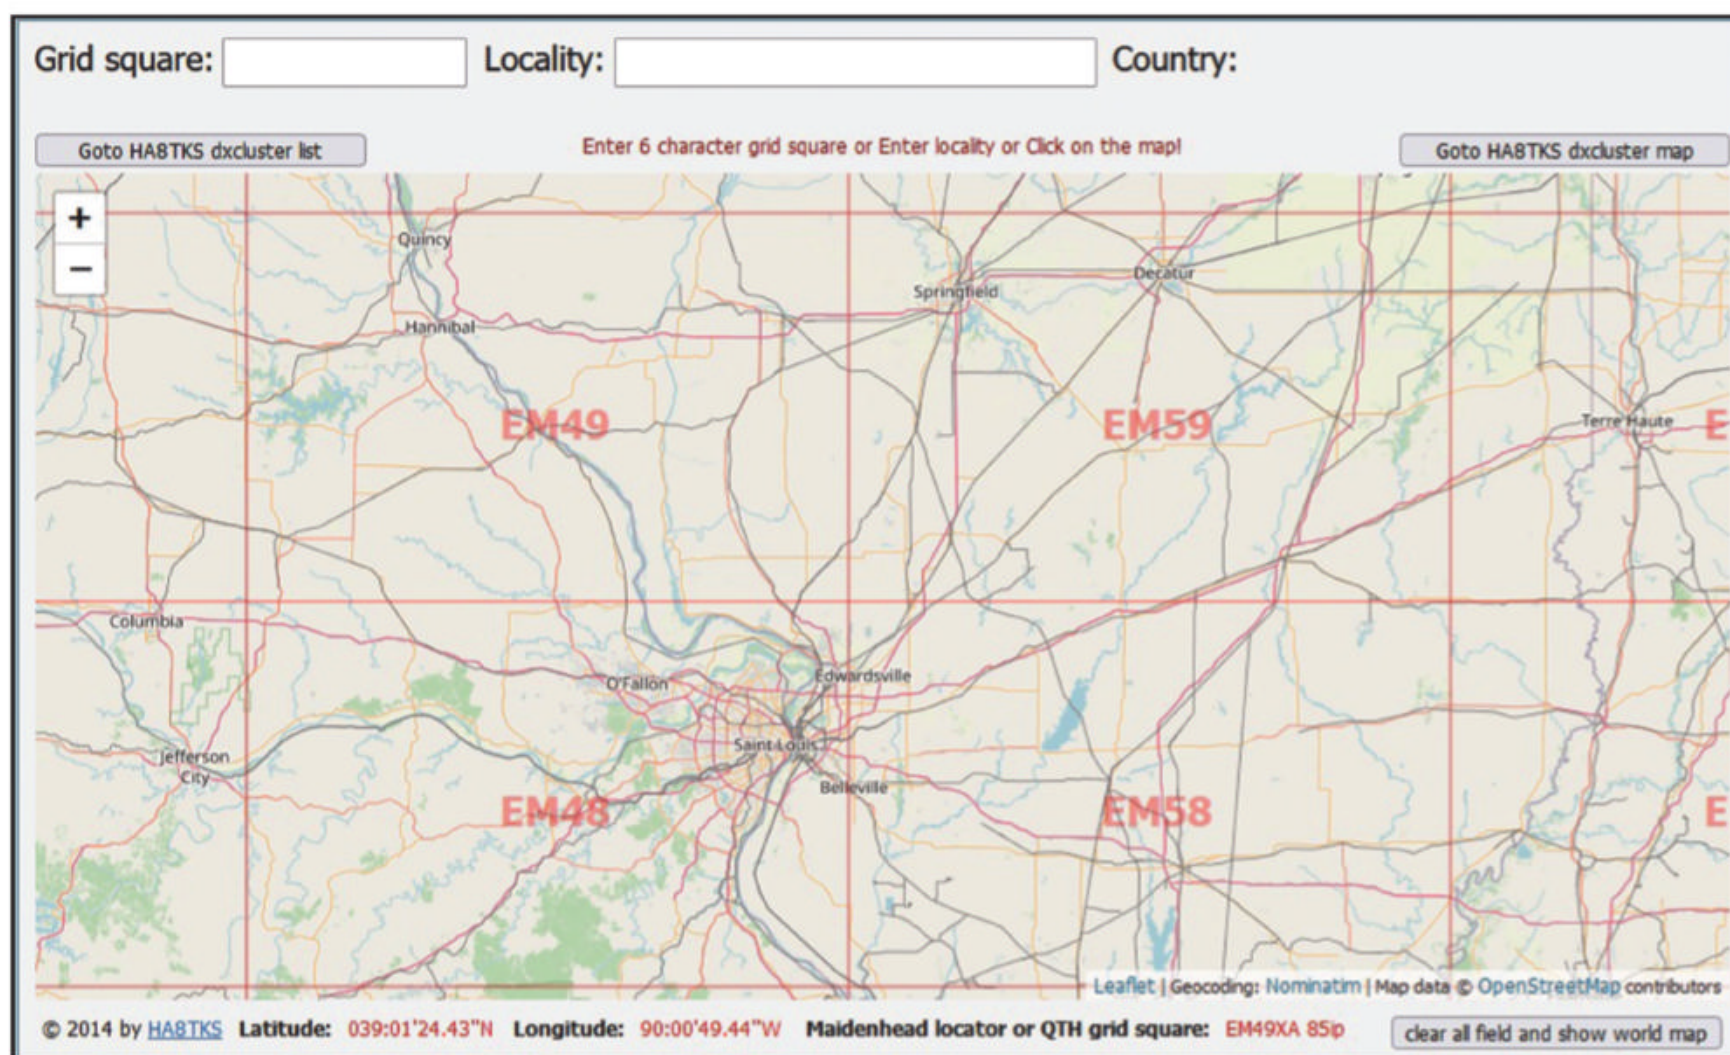 Grid square: Locality: Country:
Goto HA8TKS dxcluster list Enter 6 character grid square or Enter locality or Click on the map! Goto HA8TKS dxcluster map
+
−
Quincy
Decatur
Springfield
Hannibal
EM49 EM59 E
Terre Haute
Columbia
Edwardsville
O'Fallon
Saint Louis
Jefferson
City
Belleville
EM48 EM58 E
Leaflet | Geocoding: Nominatim | Map data © OpenStreetMap contributors
© 2014 by HA8TKS Latitude: 039:01'24.43"N Longitude: 90:00'49.44"W Maidenhead locator or QTH grid square: EM49XA 85ip clear all field and show world map